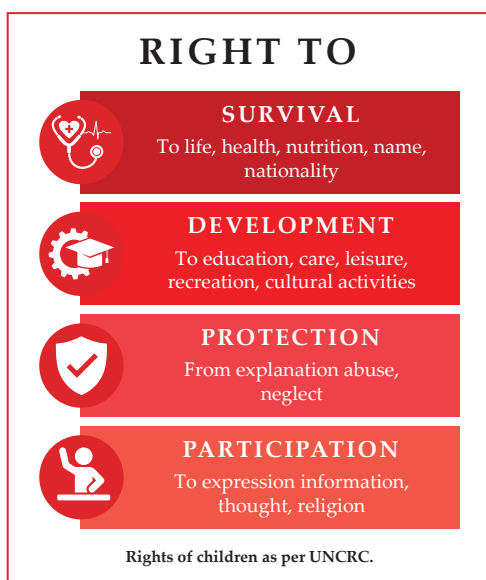 RIGHT TO
SURVIVAL
To life, health, nutrition, name,
nationality
DEVELOPMENT
To education, care, leisure,
recreation, cultural activities
PROTECTION
From explanation abuse,
neglect
PARTICIPATION
To expression information,
thought, religion
Rights of children as per UNCRC.